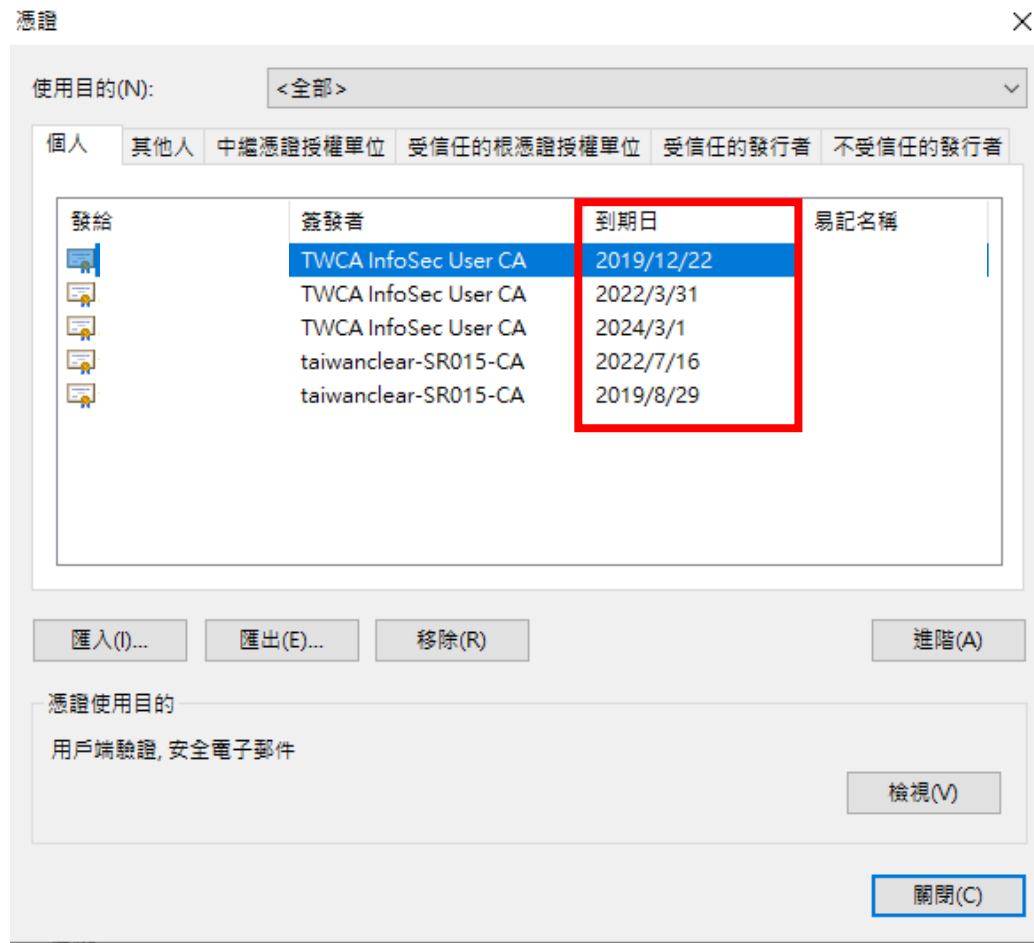 憑證
使用目的(N): <全部>
個人 其他人 中繼憑證授權單位 受信任的根憑證授權單位 受信任的發行者 不受信任的發行者
發給 簽發者 到期日 易記名稱
TWCA InfoSec User CA 2019/12/22
TWCA InfoSec User CA 2022/3/31
TWCA InfoSec User CA 2024/3/1
taiwanclear-SR015-CA 2022/7/16
taiwanclear-SR015-CA 2019/8/29
匯入(I)... 匯出(E)... 移除(R) 進階(A)
憑證使用目的
用戶端驗證, 安全電子郵件
檢視(V)
關閉(C)